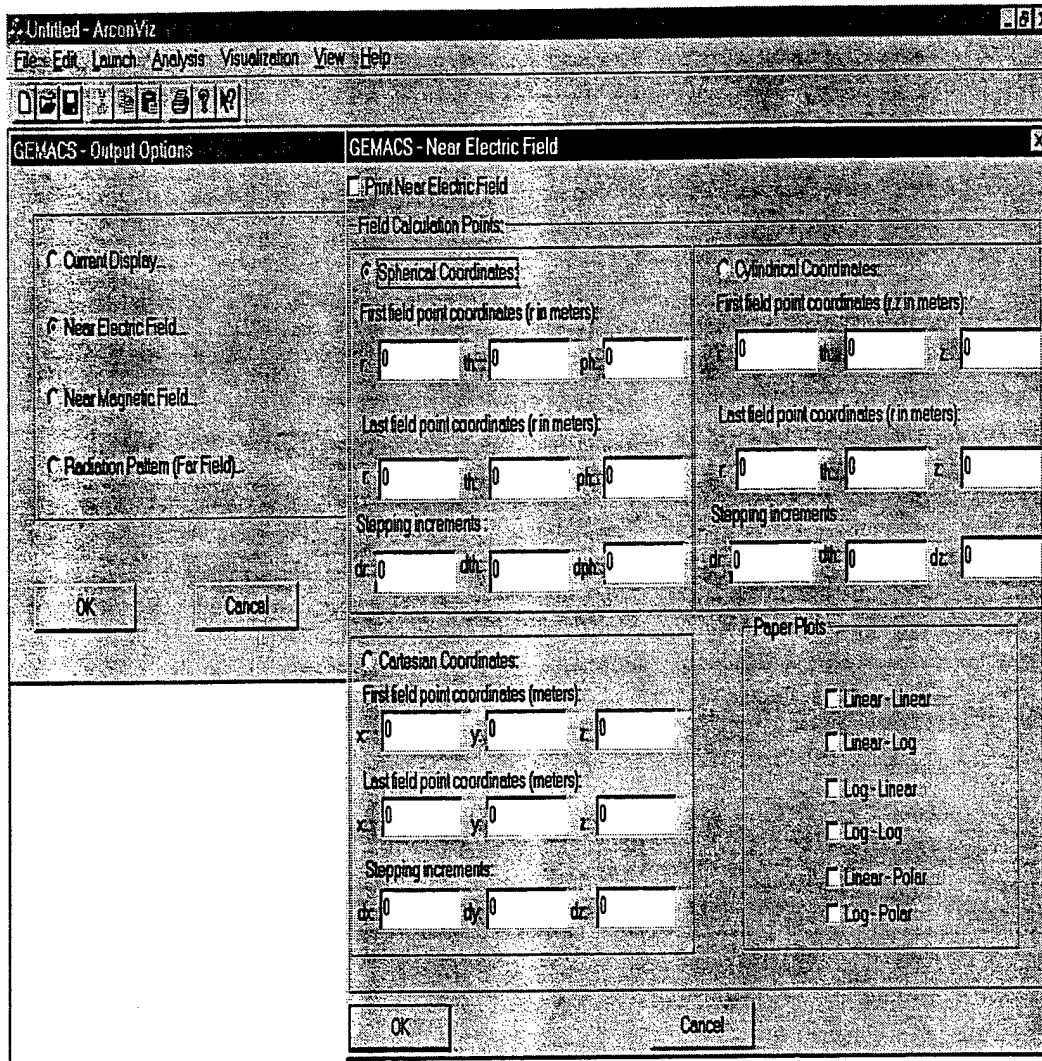 Untitled - ArconViz
File Edit Launch Analysis Visualization View Help
GEMACS - Output Options
Current Display...
Near Electric Field...
Near Magnetic Field...
Radiation Pattern (Far Field)...
OK Cancel
GEMACS - Near Electric Field
Print Near Electric Field
Field Calculation Points:
Spherical Coordinates:
First field point coordinates (r in meters):
r: 0 th: 0 ph: 0
Last field point coordinates (r in meters):
r: 0 th: 0 ph: 0
Stepping increments :
dr: 0 dth: 0 dph: 0
Cylindrical Coordinates:
First field point coordinates (r,z in meters):
r: 0 th: 0 z: 0
Last field point coordinates (r in meters):
r: 0 th: 0 z: 0
Stepping increments :
dr: 0 dth: 0 dz: 0
Cartesian Coordinates:
First field point coordinates (meters):
x: 0 y: 0 z: 0
Last field point coordinates (meters):
x: 0 y: 0 z: 0
Stepping increments:
dx: 0 dy: 0 dz: 0
Paper Plots
Linear - Linear
Linear - Log
Log - Linear
Log - Log
Linear - Polar
Log - Polar
OK Cancel